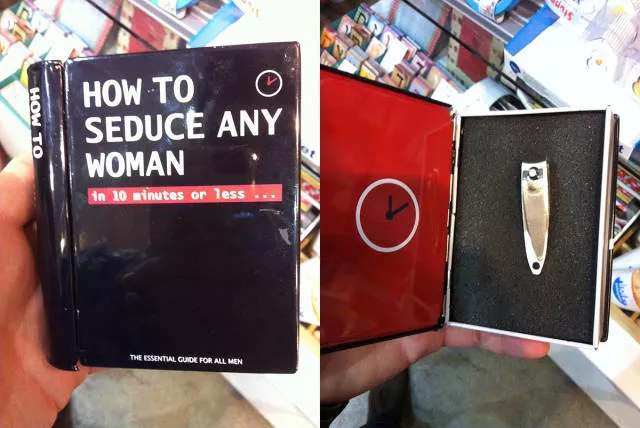 HOW TO
HOW TO
SEDUCE ANY
WOMAN
in 10 minutes or less ...
THE ESSENTIAL GUIDE FOR ALL MEN